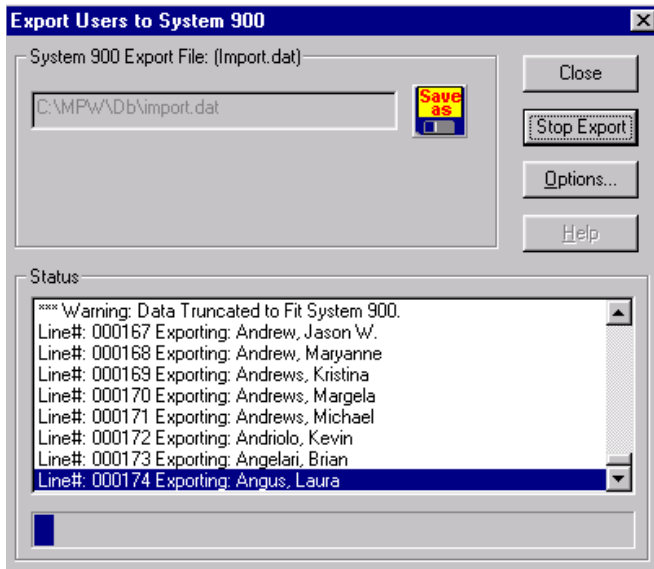 Export Users to System 900
System 900 Export File: (Import.dat)
C:\MPW\Db\import.dat
Save
as
Close
Stop Export
Options...
Help
Status
*** Warning: Data Truncated to Fit System 900.
Line#: 000167 Exporting: Andrew, Jason W.
Line#: 000168 Exporting: Andrew, Maryanne
Line#: 000169 Exporting: Andrews, Kristina
Line#: 000170 Exporting: Andrews, Margela
Line#: 000171 Exporting: Andrews, Michael
Line#: 000172 Exporting: Andriolo, Kevin
Line#: 000173 Exporting: Angelari, Brian
Line#: 000174 Exporting: Angus, Laura